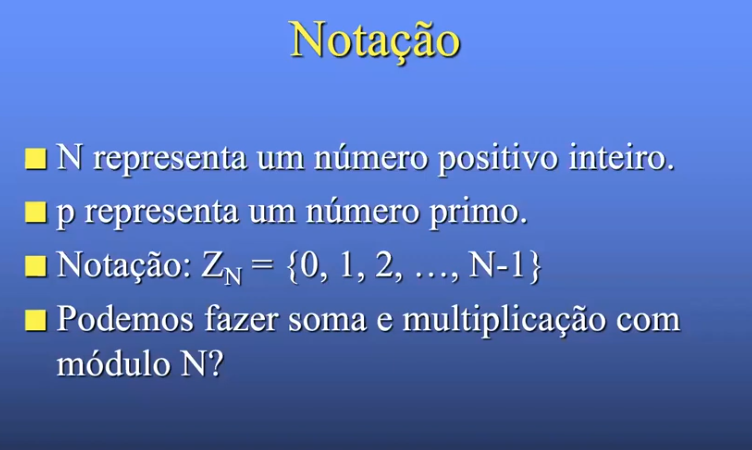 Notação
N representa um número positivo inteiro.
p representa um número primo.
Notação: Z_N = {0, 1, 2, …, N-1}
Podemos fazer soma e multiplicação com
módulo N?